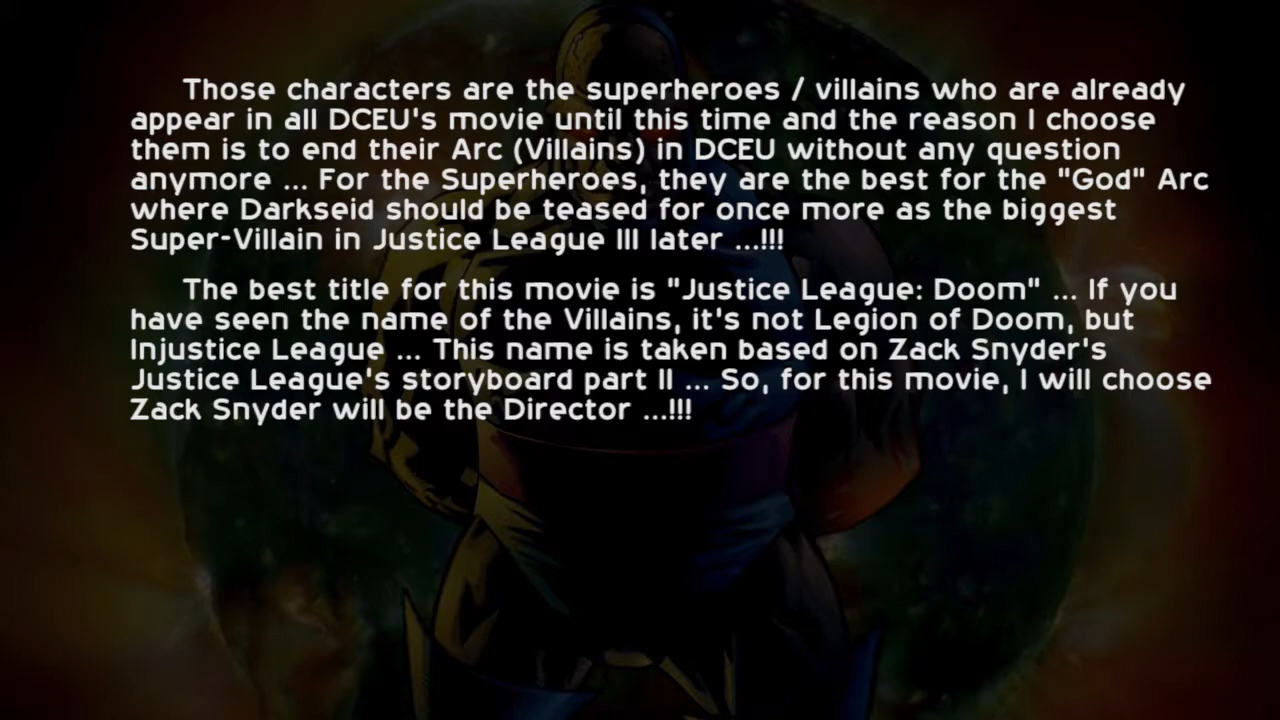 Those characters are the superheroes / villains who are already
appear in all DCEU's movie until this time and the reason I choose
them is to end their Arc (Villains) in DCEU without any question
anymore ... For the Superheroes, they are the best for the "God" Arc
where Darkseid should be teased for once more as the biggest
Super-Villain in Justice League III later ...!!!
The best title for this movie is "Justice League: Doom" ... If you
have seen the name of the Villains, it's not Legion of Doom, but
Injustice League ... This name is taken based on Zack Snyder's
Justice League's storyboard part II ... So, for this movie, I will choose
Zack Snyder will be the Director ...!!!